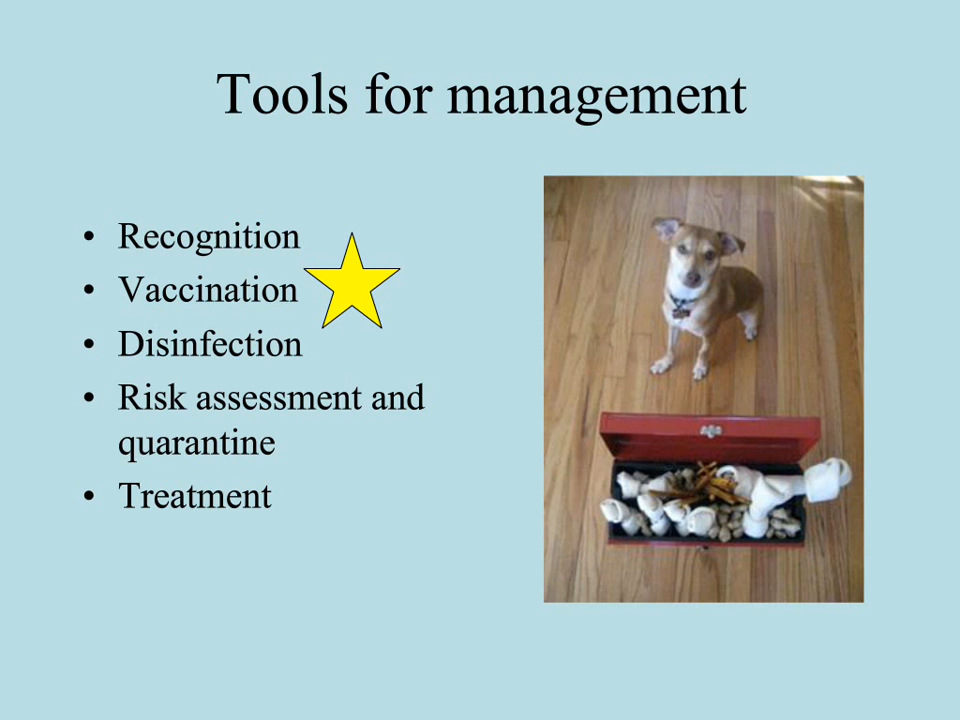 Tools for management
• Recognition
• Vaccination
• Disinfection
• Risk assessment and
quarantine
• Treatment